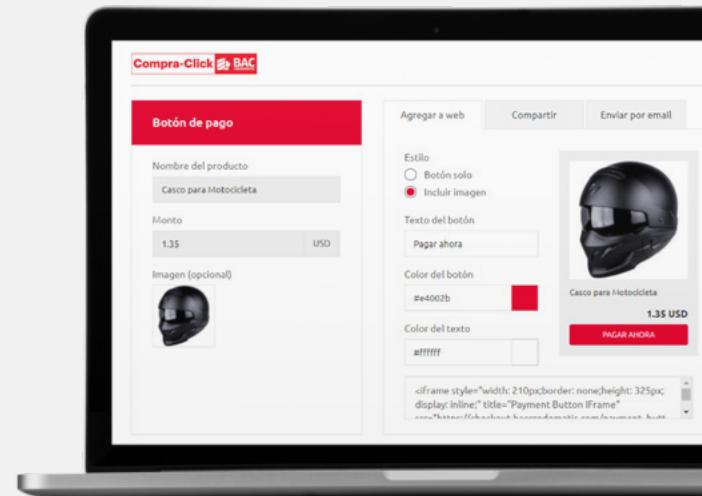 Compra-Click BAC
Botón de pago
Nombre del producto
Casco para Motocicleta
Monto
1.35 USD
Imagen (opcional)
Agregar a web
Compartir
Enviar por email
Estilo
Botón solo
Incluir imagen
Texto del botón
Pagar ahora
Color del botón
#e4002b
Color del texto
#ffffff
Casco para Motocicleta
1.35 USD
PAGAR AHORA
<iframe style="width: 210px;border: none;height: 325px;
display: inline;" title="Payment Button IFrame"